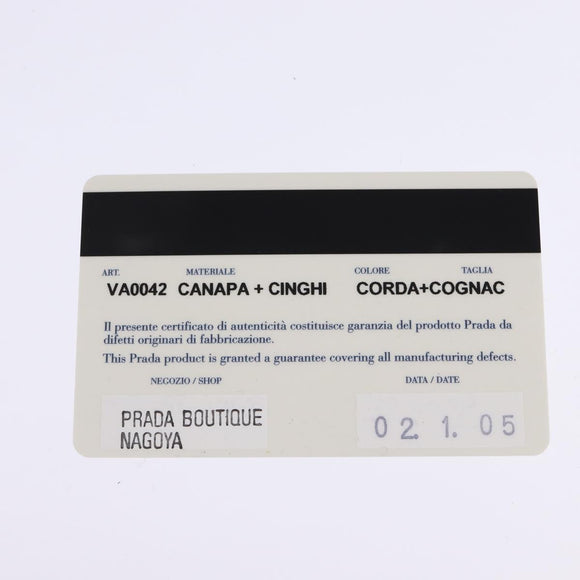 ART. MATERIALE COLORE TAGLIA
VA0042 CANAPA + CINGHI CORDA+COGNAC
Il presente certificato di autenticità costituisce garanzia del prodotto Prada da
difetti originari di fabbricazione.
This Prada product is granted a guarantee covering all manufacturing defects.
NEGOZIO / SHOP DATA / DATE
PRADA BOUTIQUE
NAGOYA
02. 1. 05